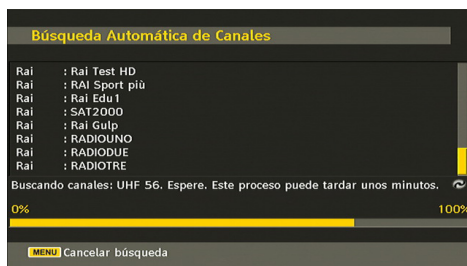 Búsqueda Automática de Canales
Rai : Rai Test HD
Rai : RAI Sport più
Rai : Rai Edu1
Rai : SAT2000
Rai : Rai Gulp
Rai : RADIOUNO
Rai : RADIODUE
Rai : RADIOTRE
Buscando canales: UHF 56. Espere. Este proceso puede tardar unos minutos.
0% 100%
MENU Cancelar búsqueda